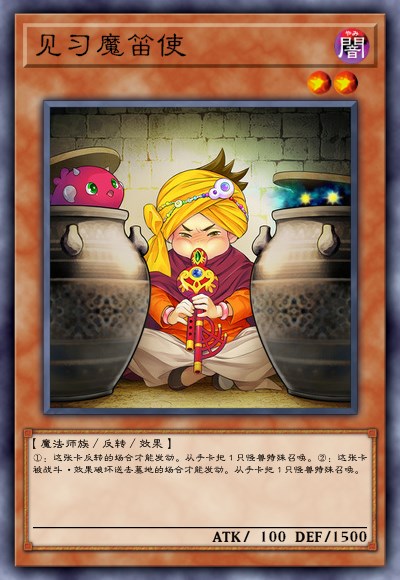 见习魔笛使
やみ
闇
【魔法师族／反转／效果】
①：这张卡反转的场合才能发动。从手卡把1只怪兽特殊召唤。②：这张卡
被战斗·效果破坏送去墓地的场合才能发动。从手卡把1只怪兽特殊召唤。
ATK/ 100 DEF/1500